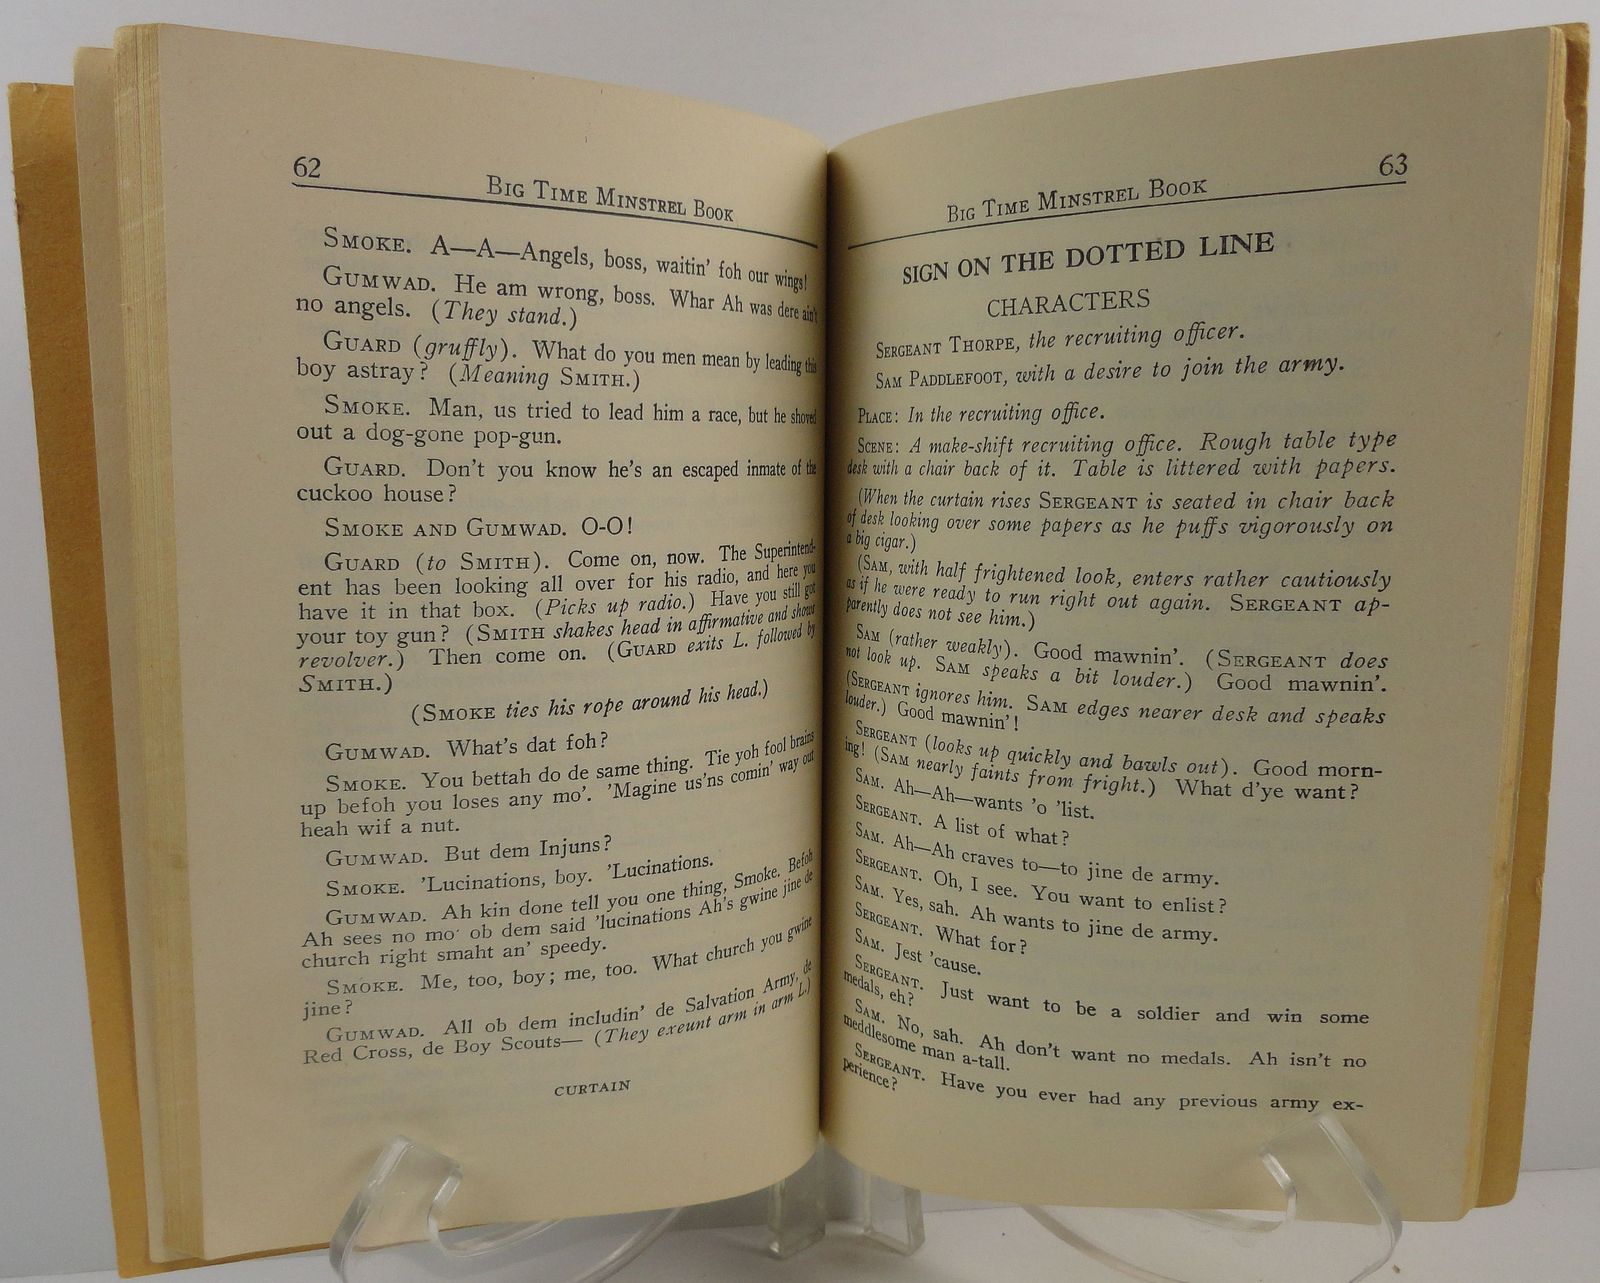 62
BIG TIME MINSTREL BOOK
SMOKE. A—A—Angels, boss, waitin' foh our wings!
GUMWAD. He am wrong, boss. Whar Ah was dere ain't
no angels. (They stand.)
GUARD (gruffly). What do you men mean by leading this
boy astray? (Meaning SMITH.)
SMOKE. Man, us tried to lead him a race, but he shoved
out a dog-gone pop-gun.
GUARD. Don't you know he's an escaped inmate of the
cuckoo house?
SMOKE AND GUMWAD. O-O!
GUARD (to SMITH). Come on, now. The Superintend-
ent has been looking all over for his radio, and here you
have it in that box. (Picks up radio.) Have you still got
your toy gun? (SMITH shakes head in affirmative and shows
revolver.) Then come on. (GUARD exits L. followed by
SMITH.)
(SMOKE ties his rope around his head.)
GUMWAD. What's dat foh?
SMOKE. You bettah do de same thing. Tie yoh fool brains
up befoh you loses any mo'. 'Magine us'ns comin' way out
heah wif a nut.
GUMWAD. But dem Injuns?
SMOKE. 'Lucinations, boy. 'Lucinations.
GUMWAD. Ah kin done tell you one thing, Smoke. Befoh
Ah sees no mo' ob dem said 'lucinations Ah's gwine jine de
church right smaht an' speedy.
SMOKE. Me, too, boy; me, too. What church you gwine
jine?
GUMWAD. All ob dem includin' de Salvation Army, de
Red Cross, de Boy Scouts— (They exeunt arm in arm L.)
CURTAIN
63
BIG TIME MINSTREL BOOK
SIGN ON THE DOTTED LINE
CHARACTERS
SERGEANT THORPE, the recruiting officer.
SAM PADDLEFOOT, with a desire to join the army.
PLACE: In the recruiting office.
SCENE: A make-shift recruiting office. Rough table type
desk with a chair back of it. Table is littered with papers.
(When the curtain rises SERGEANT is seated in chair back
of desk looking over some papers as he puffs vigorously on
a big cigar.)
(SAM, with half frightened look, enters rather cautiously
as if he were ready to run right out again. SERGEANT ap-
parently does not see him.)
SAM (rather weakly). Good mawnin'. (SERGEANT does
not look up. SAM speaks a bit louder.) Good mawnin'.
(SERGEANT ignores him. SAM edges nearer desk and speaks
louder.) Good mawnin'!
SERGEANT (looks up quickly and bawls out). Good morn-
ing! (SAM nearly faints from fright.) What d'ye want?
SAM. Ah—Ah—wants 'o 'list.
SERGEANT. A list of what?
SAM. Ah—Ah craves to—to jine de army.
SERGEANT. Oh, I see. You want to enlist?
SAM. Yes, sah. Ah wants to jine de army.
SERGEANT. What for?
SAM. Jest 'cause.
SERGEANT. Just want to be a soldier and win some
medals, eh?
SAM. No, sah. Ah don't want no medals. Ah isn't no
meddlesome man a-tall.
SERGEANT. Have you ever had any previous army ex-
perience?